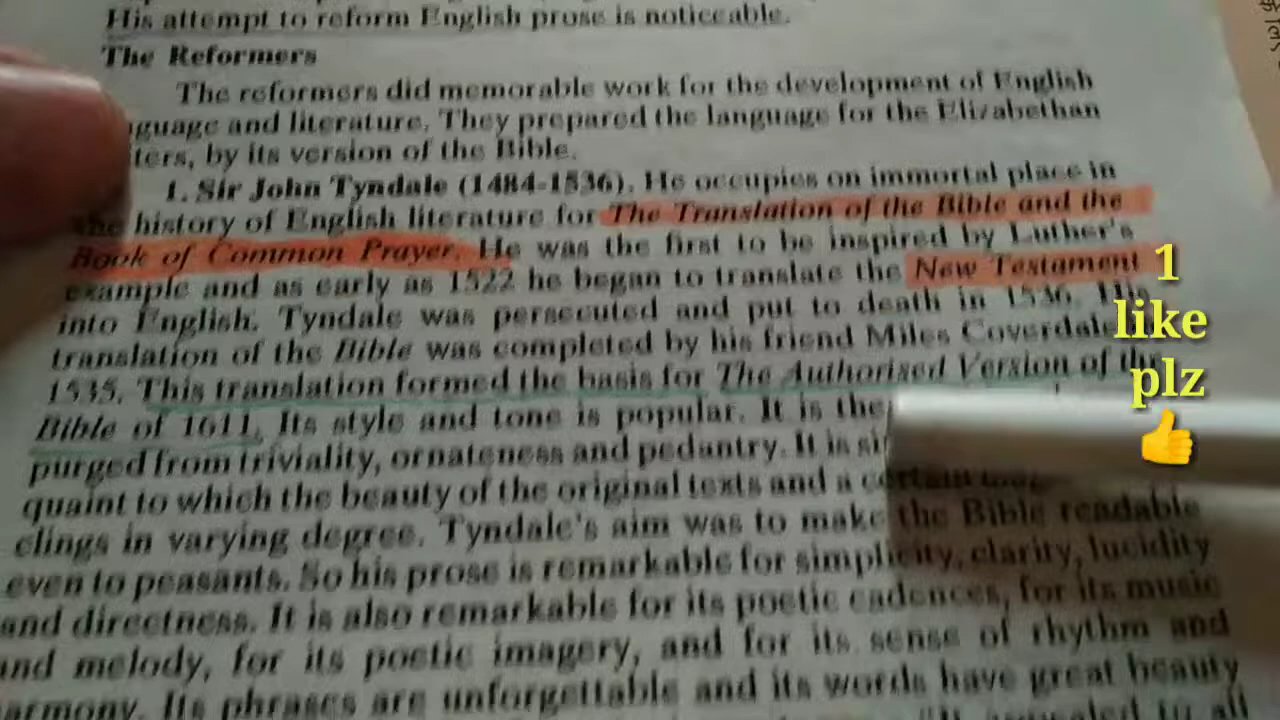 His attempt to reform English prose is noticeable.
The Reformers
The reformers did memorable work for the development of English
guage and literature. They prepared the language for the Elizabethan
ters, by its version of the Bible.
1. Sir John Tyndale (1484-1536). He occupies on immortal place in
the history of English literature for The Translation of the Bible and the
Book of Common Prayer. He was the first to be inspired by Luther's
example and as early as 1522 he began to translate the New Testament
into English. Tyndale was persecuted and put to death in 1536. His
translation of the Bible was completed by his friend Miles Coverdale
1535. This translation formed the basis for The Authorised Version of the
Bible of 1611. Its style and tone is popular. It is the
purged from triviality, ornateness and pedantry. It is
quaint to which the beauty of the original texts and a certain
clings in varying degree. Tyndale's aim was to make the Bible readable
even to peasants. So his prose is remarkable for simplicity, clarity, lucidity
and directness. It is also remarkable for its poetic cadences, for its music
and melody, for its poetic imagery, and for its sense of rhythm and
armony. Its phrases are unforgettable and its words have great beauty
"It appealed to all
1
like
plz
👍